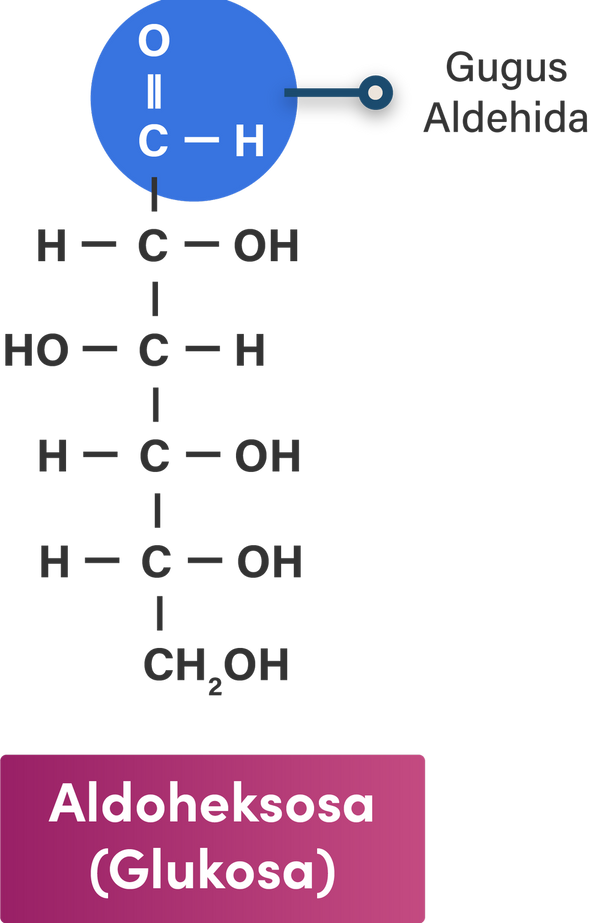 O
||
C — H
Gugus
Aldehida
|
H — C — OH
|
HO — C — H
|
H — C — OH
|
H — C — OH
|
CH₂OH
Aldoheksosa
(Glukosa)